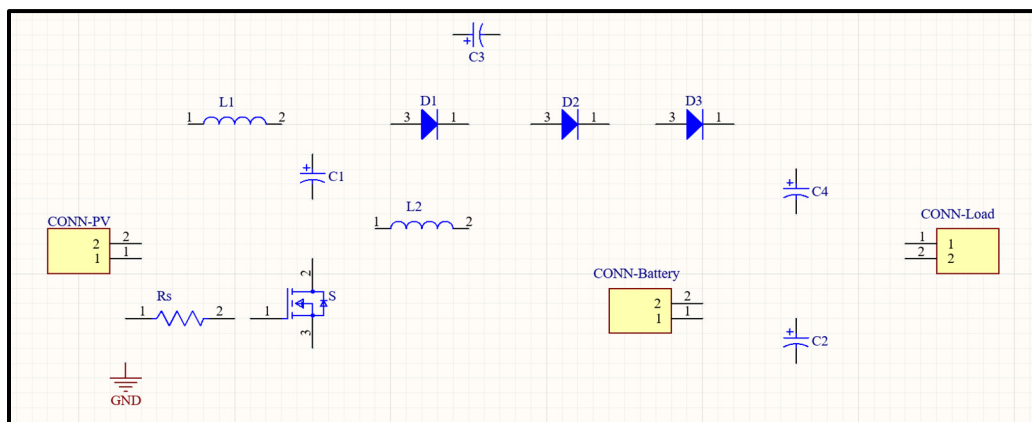 C3
L1
1 2
D1
3 1
D2
3 1
D3
3 1
C1
C4
L2
1 2
CONN-PV
2 2
1 1
CONN-Load
1 1
2 2
CONN-Battery
2 2
1 1
Rs
1 2
2
S
1
3
C2
GND